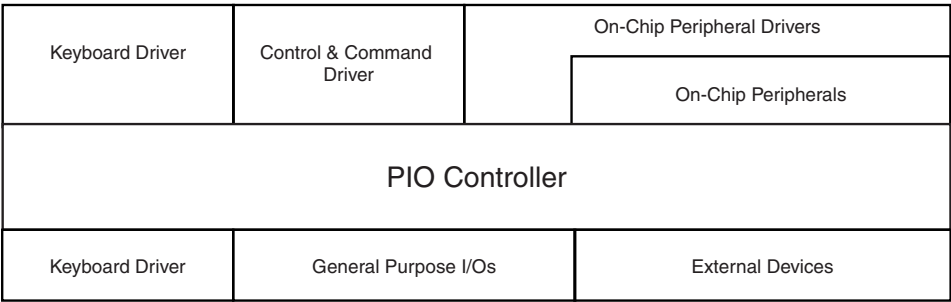 On-Chip Peripheral Drivers
Keyboard Driver
Control & Command
Driver
On-Chip Peripherals
PIO Controller
Keyboard Driver
General Purpose I/Os
External Devices